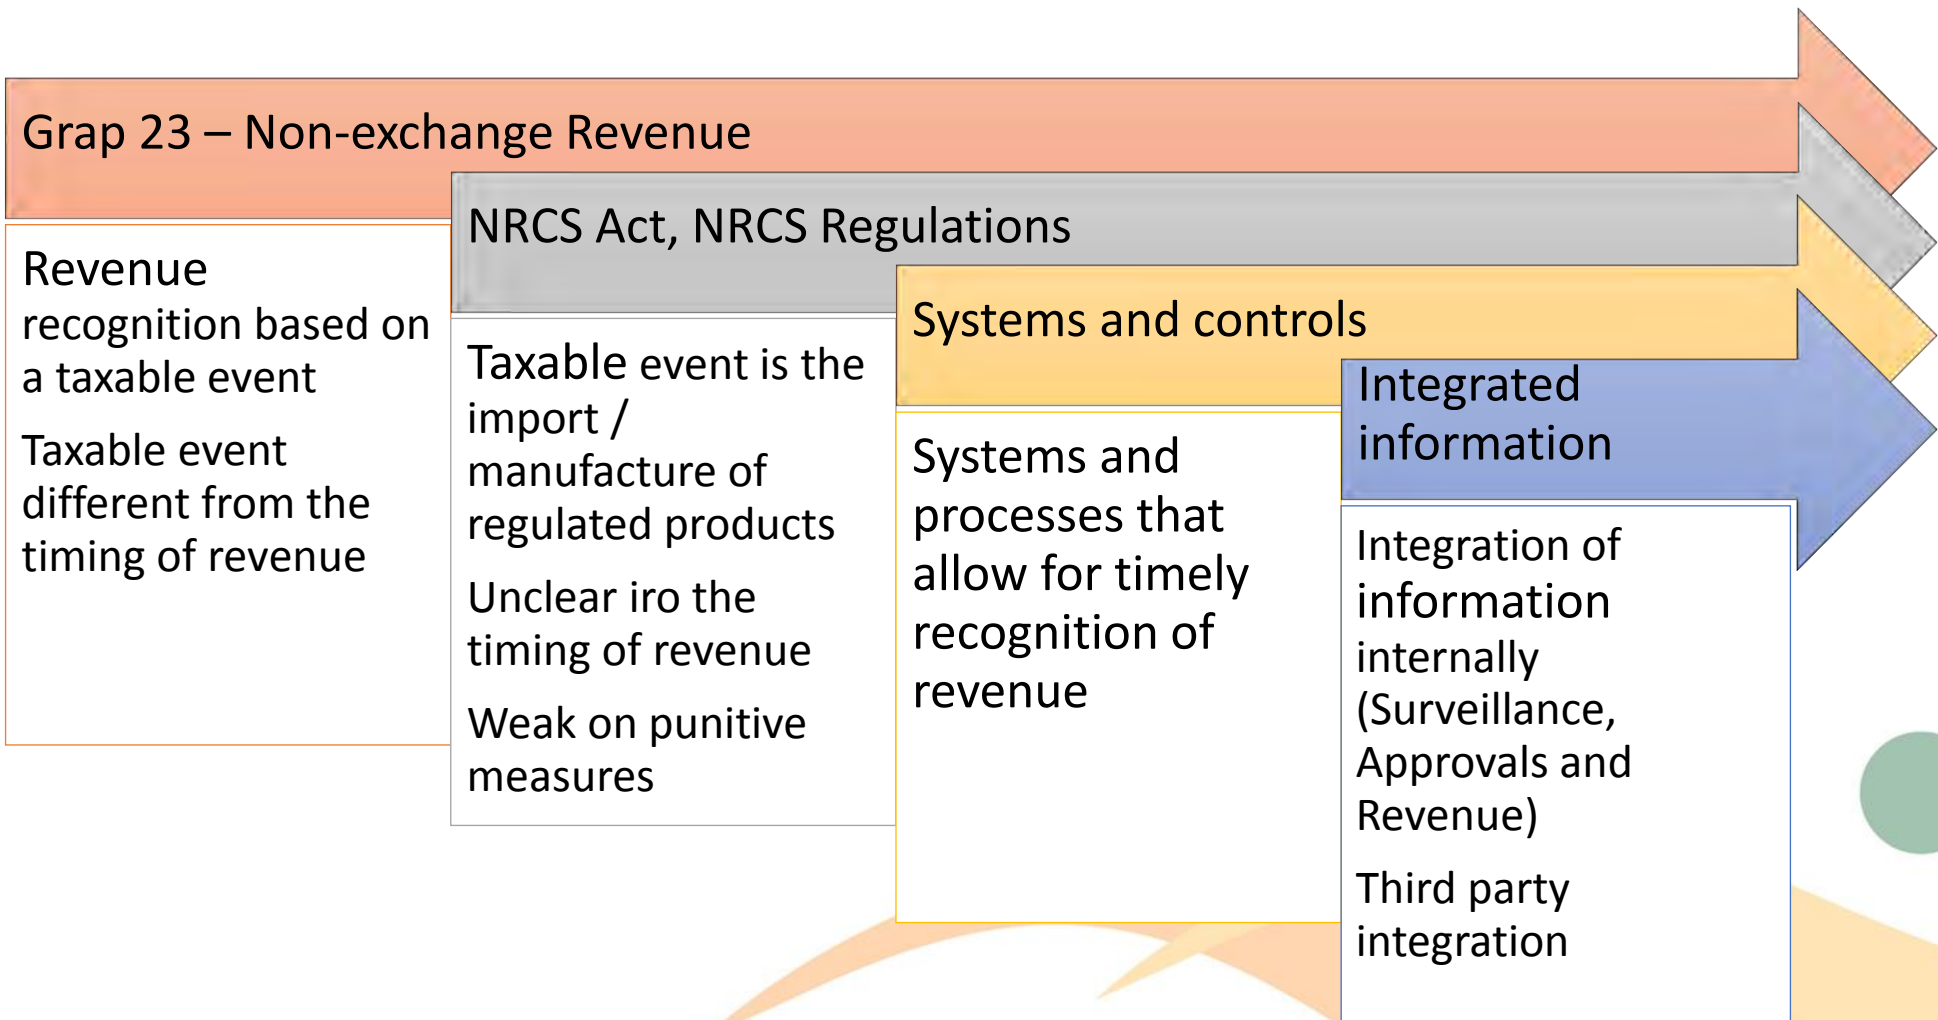 Grap 23 – Non-exchange Revenue
Revenue
recognition based on
a taxable event
Taxable event
different from the
timing of revenue
NRCS Act, NRCS Regulations
Taxable event is the
import /
manufacture of
regulated products
Unclear iro the
timing of revenue
Weak on punitive
measures
Systems and controls
Systems and
processes that
allow for timely
recognition of
revenue
Integrated
information
Integration of
information
internally
(Surveillance,
Approvals and
Revenue)
Third party
integration